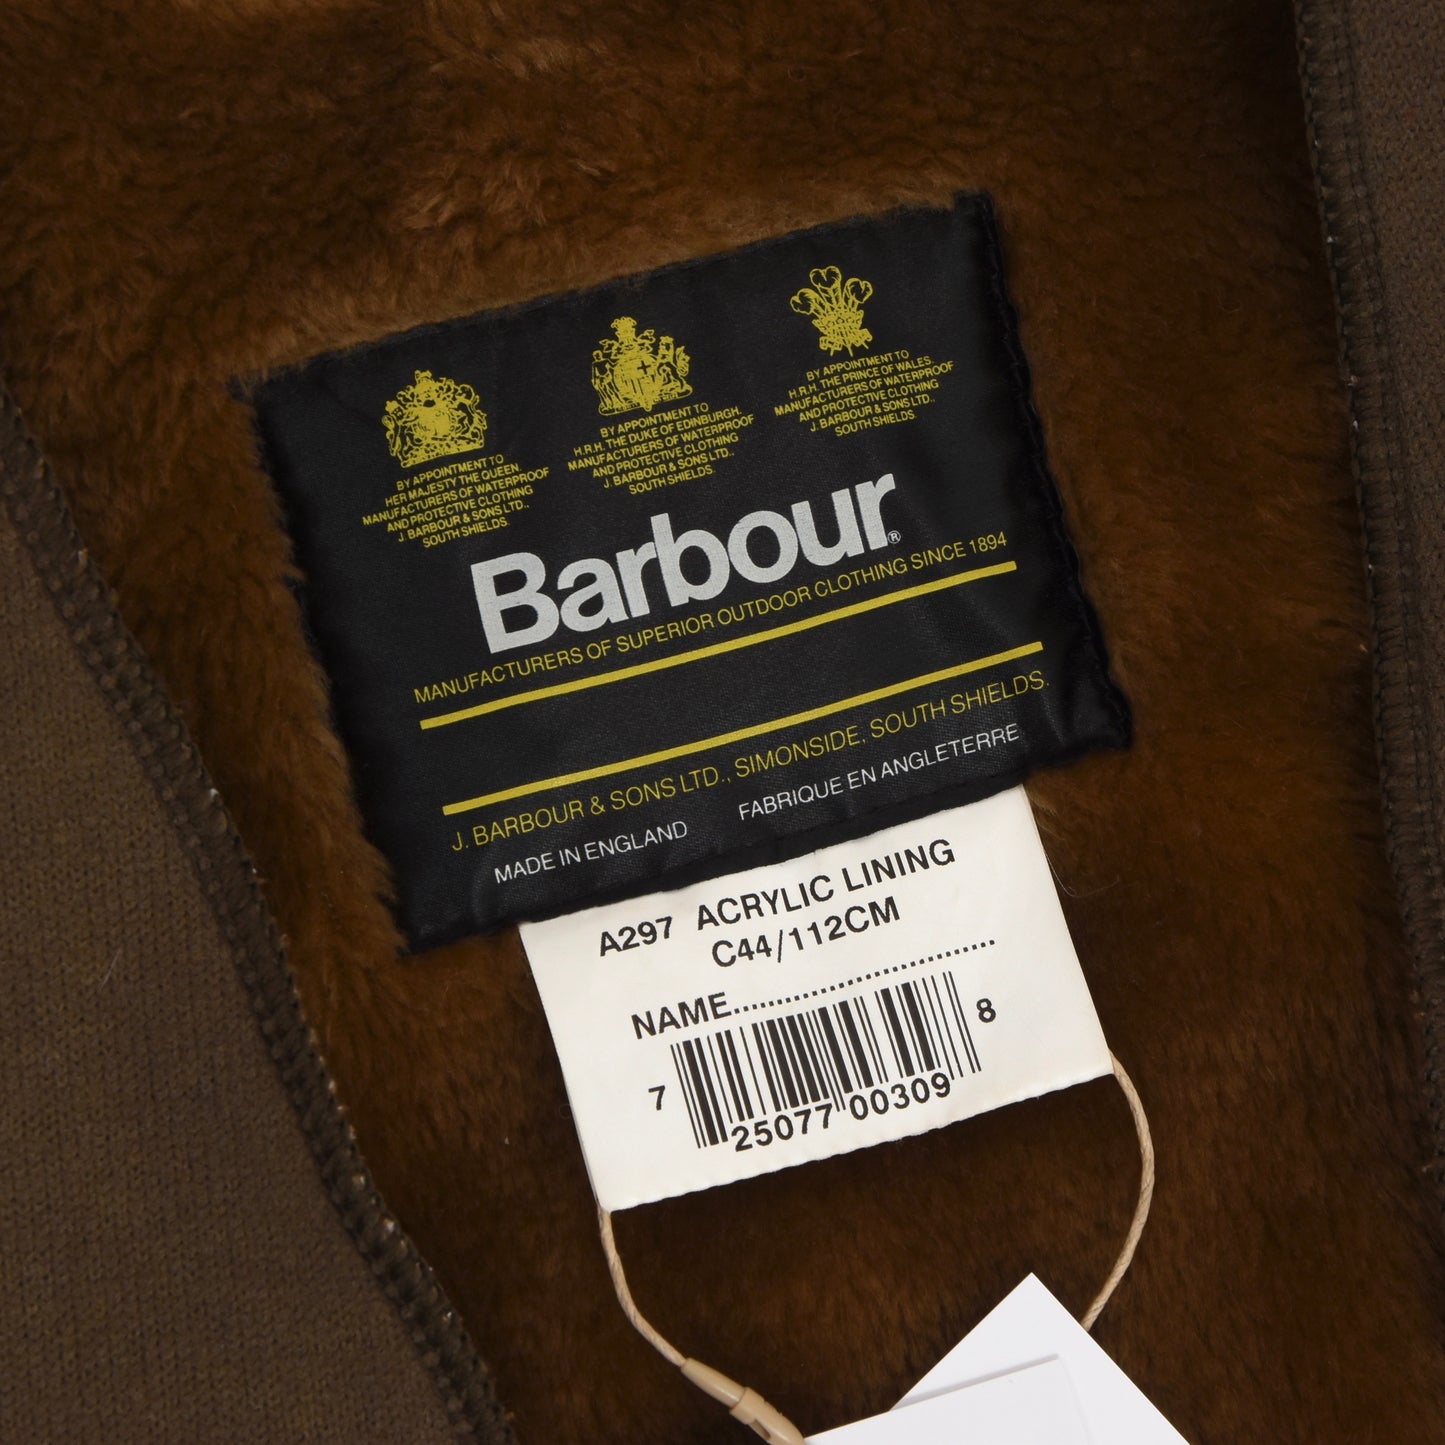 BY APPOINTMENT TO
HER MAJESTY THE QUEEN.
MANUFACTURERS OF WATERPROOF
AND PROTECTIVE CLOTHING
J. BARBOUR & SONS LTD.,
SOUTH SHIELDS.
BY APPOINTMENT TO
H.R.H. THE DUKE OF EDINBURGH.
MANUFACTURERS OF WATERPROOF
AND PROTECTIVE CLOTHING
J. BARBOUR & SONS LTD.,
SOUTH SHIELDS.
BY APPOINTMENT TO
H.R.H. THE PRINCE OF WALES.
MANUFACTURERS OF WATERPROOF
AND PROTECTIVE CLOTHING
J. BARBOUR & SONS LTD.,
SOUTH SHIELDS.
Barbour®
MANUFACTURERS OF SUPERIOR OUTDOOR CLOTHING SINCE 1894
J. BARBOUR & SONS LTD., SIMONSIDE, SOUTH SHIELDS.
MADE IN ENGLAND FABRIQUE EN ANGLETERRE
A297 ACRYLIC LINING
C44/112CM
NAME..............................
7 25077 00309 8